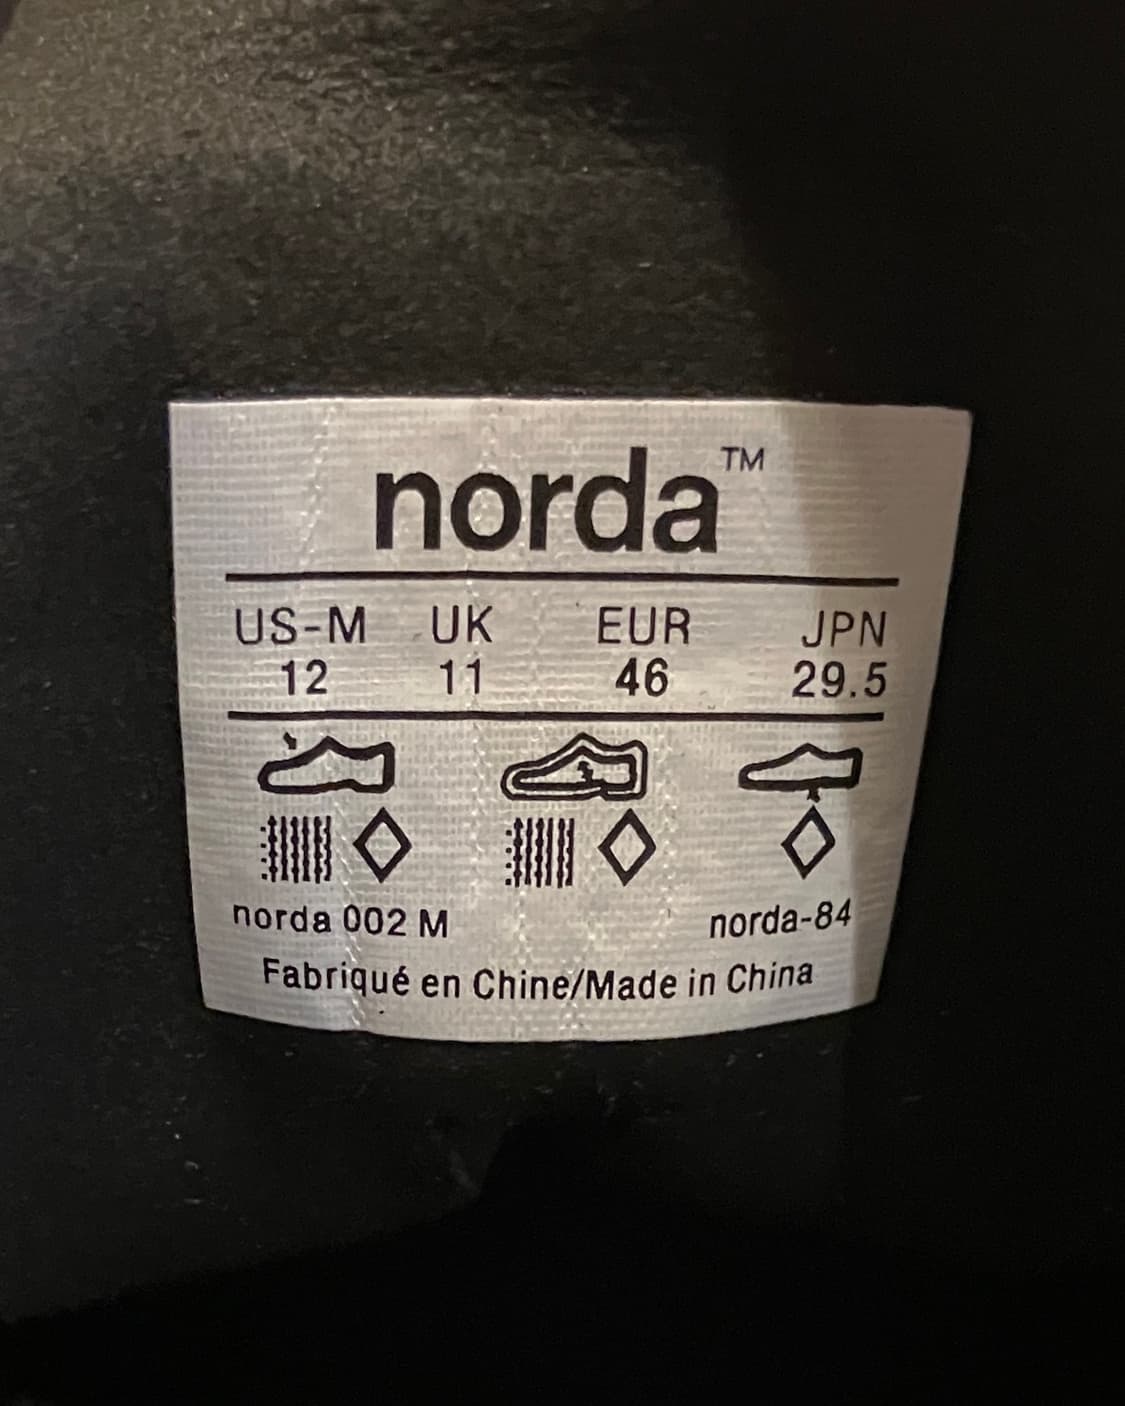 norda™
US-M UK EUR JPN
12 11 46 29.5
norda 002 M norda-84
Fabriqué en Chine/Made in China